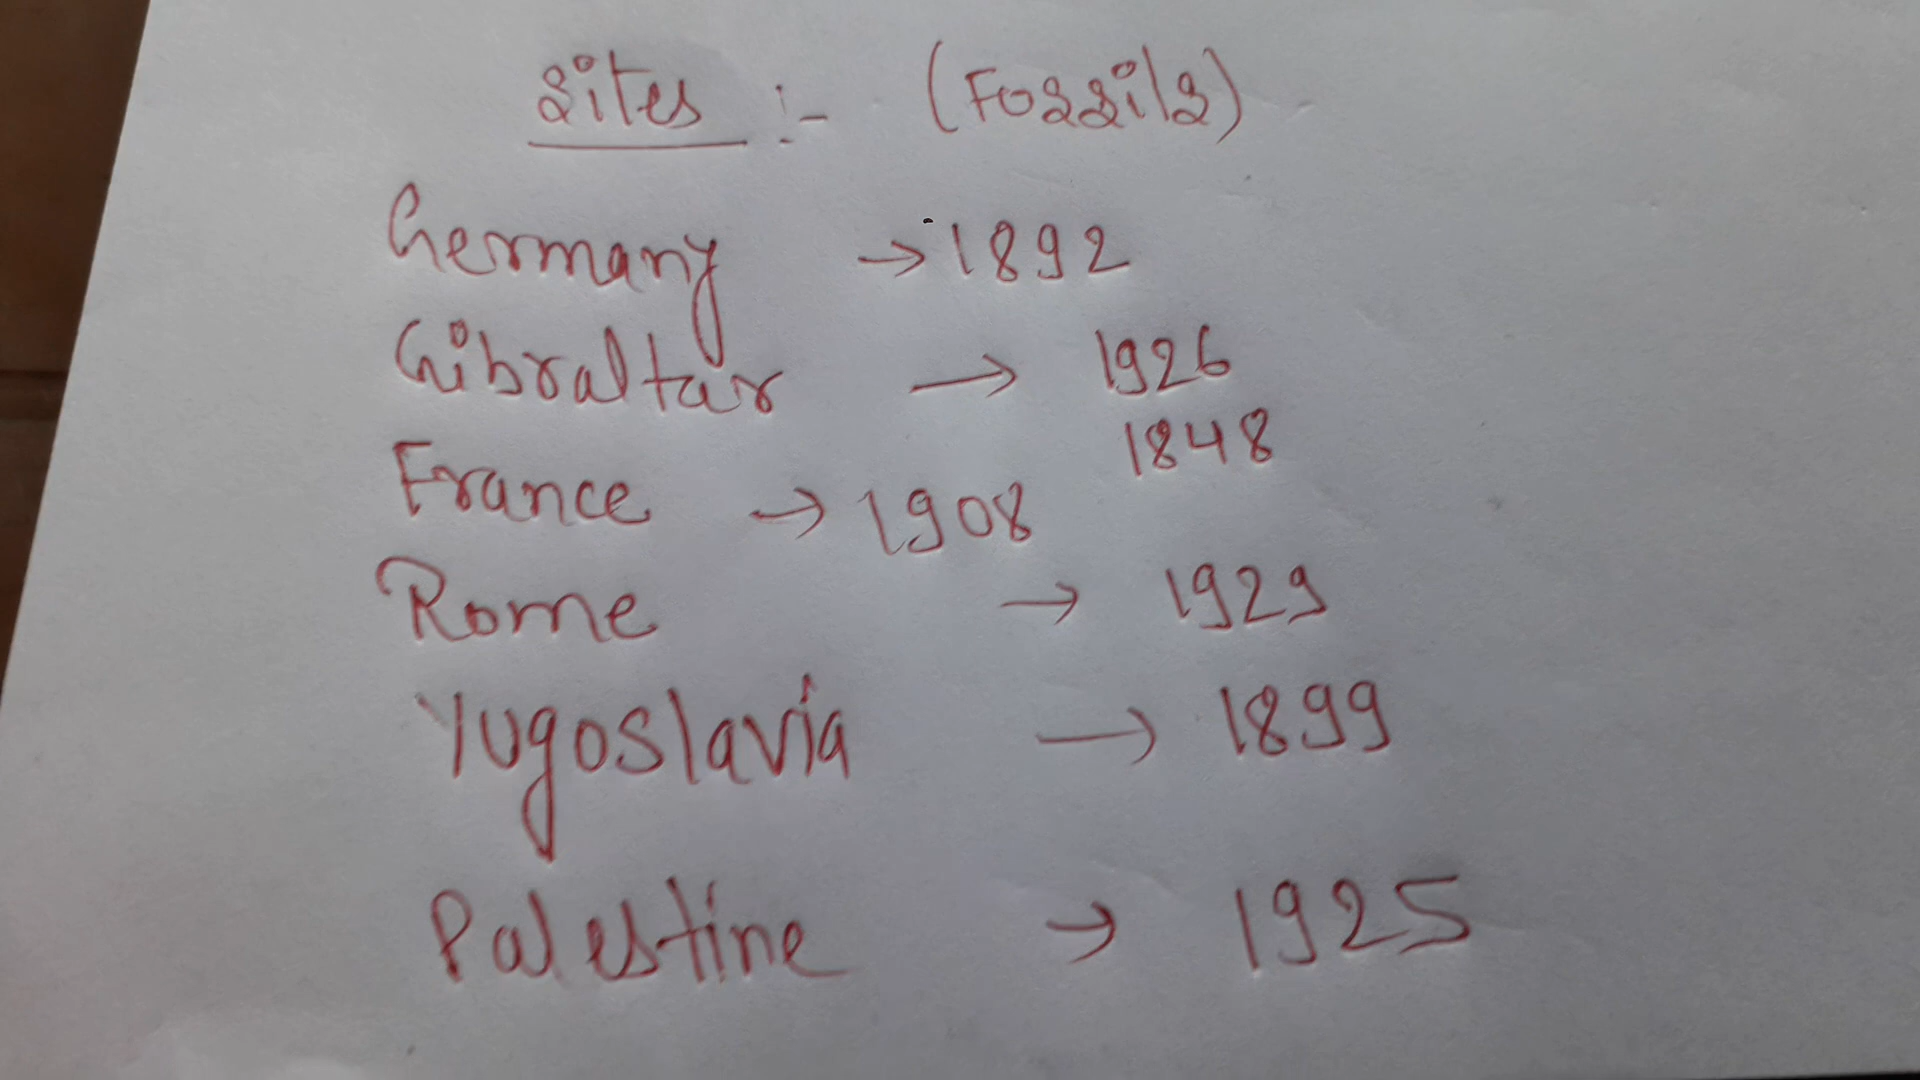 Sites :- (Fossils)
Germany → 1892
Gibraltar → 1926
1848
France → 1908
Rome → 1929
Yugoslavia → 1899
Palestine → 1925